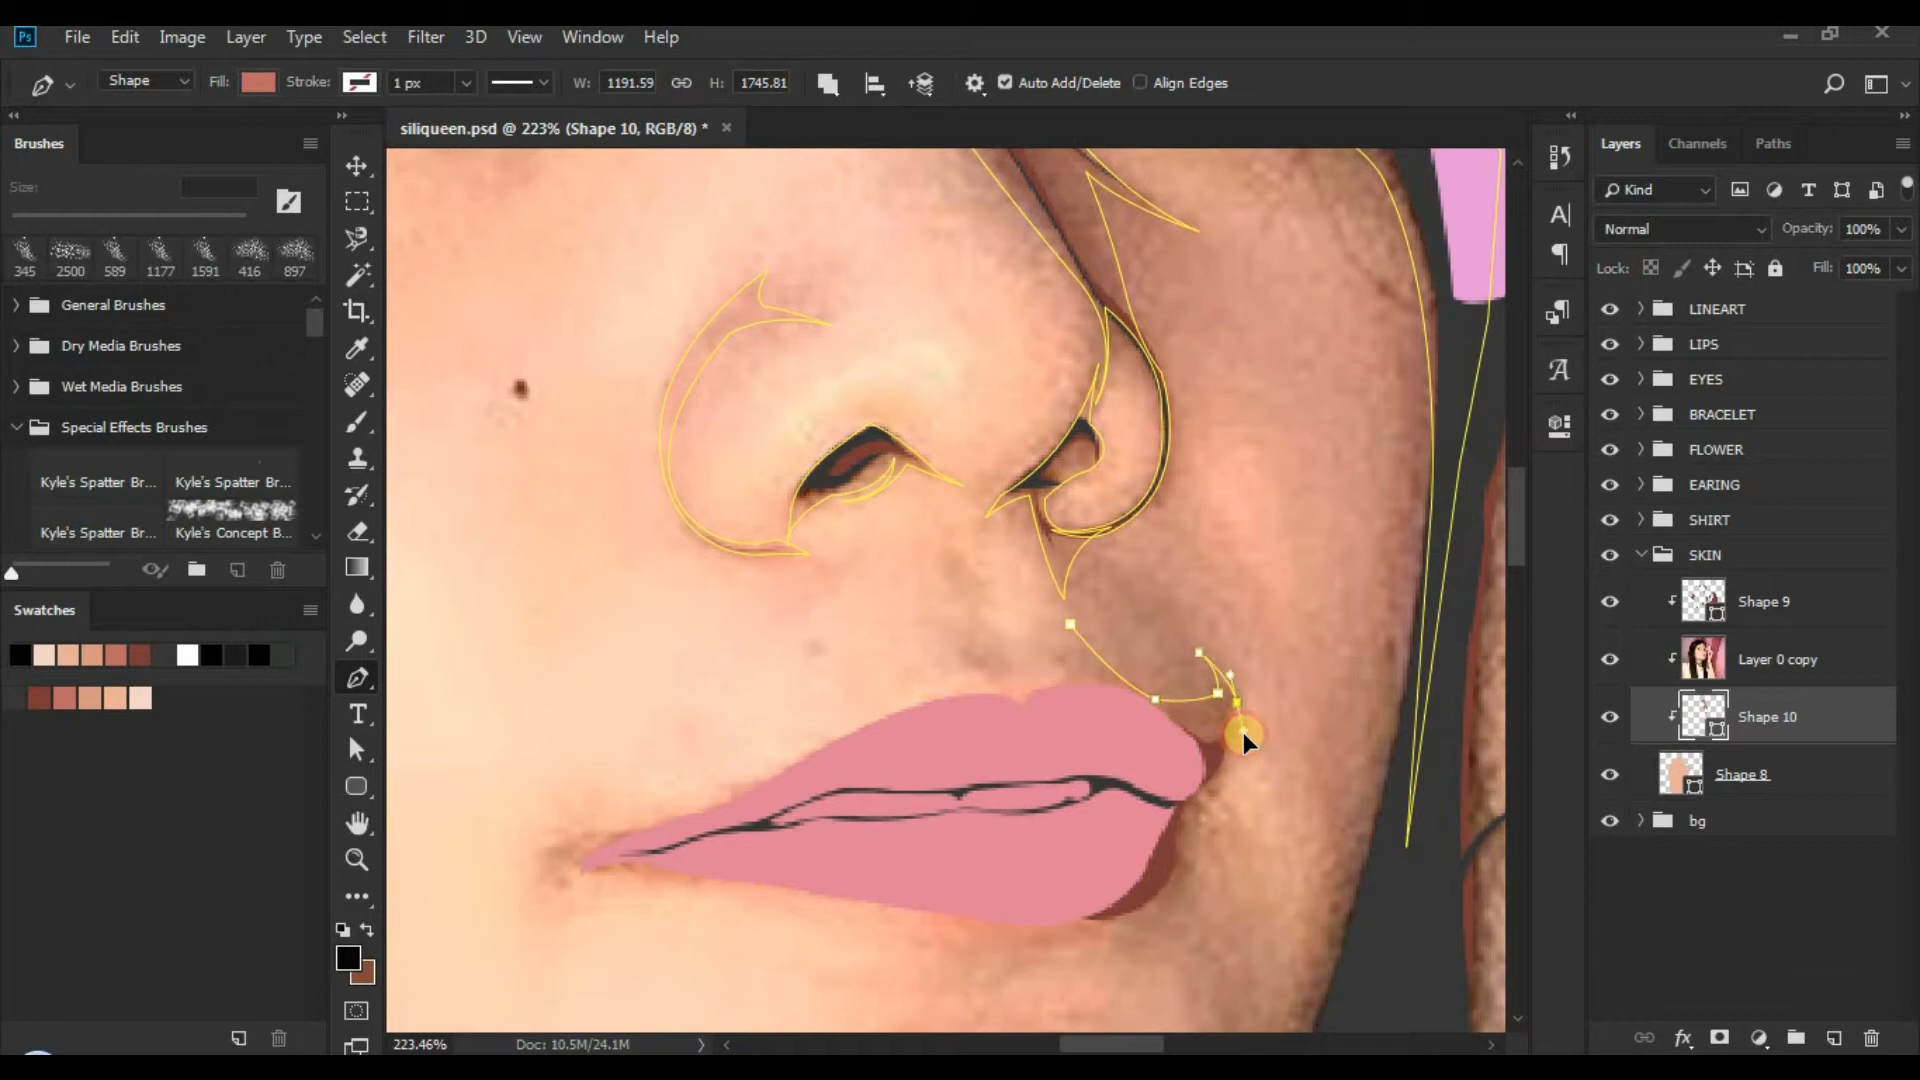 Ps File Edit Image Layer Type Select Filter 3D View Window Help
Shape Fill: Stroke: 1 px W: 1191.59 H: 1745.81 Auto Add/Delete Align Edges
Brushes
Size:
345 2500 589 1177 1591 416 897
General Brushes
Dry Media Brushes
Wet Media Brushes
Special Effects Brushes
Kyle's Spatter Br... Kyle's Spatter Br...
Kyle's Spatter Br... Kyle's Concept B...
Swatches
siliqueen.psd @ 223% (Shape 10, RGB/8) * ×
223.46% Doc: 10.5M/24.1M
Layers Channels Paths
Kind
Normal Opacity: 100%
Lock: Fill: 100%
LINEART
LIPS
EYES
BRACELET
FLOWER
EARING
SHIRT
SKIN
Shape 9
Layer 0 copy
Shape 10
Shape 8
bg